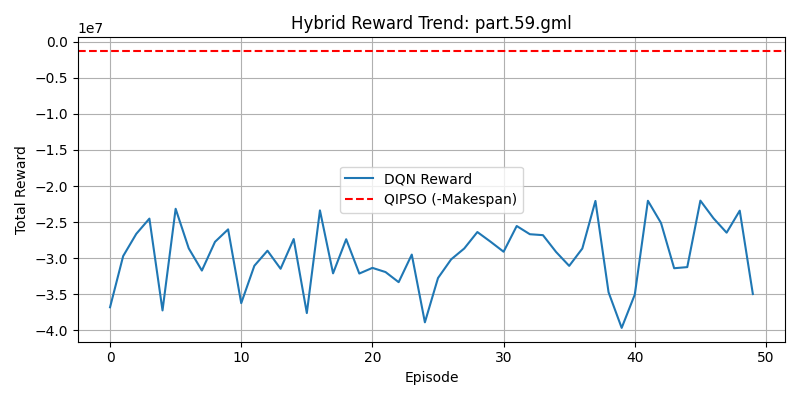 Hybrid Reward Trend: part.59.gml
1e7
0.0
−0.5
−1.0
−1.5
−2.0
−2.5
−3.0
−3.5
−4.0
Total Reward
DQN Reward
QIPSO (-Makespan)
0 10 20 30 40 50
Episode